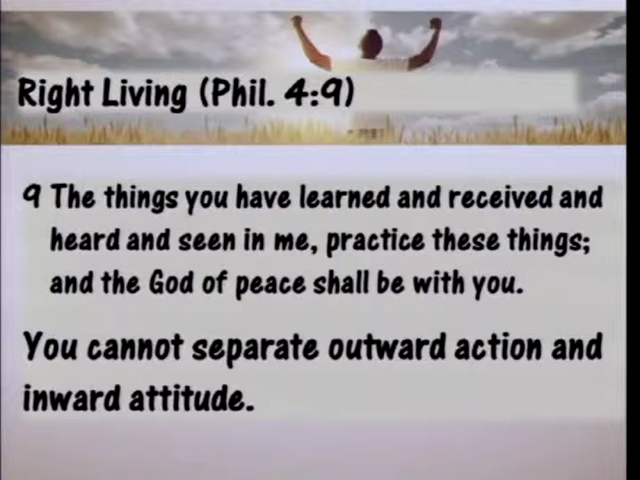 Right Living (Phil. 4:9)
9 The things you have learned and received and
heard and seen in me, practice these things;
and the God of peace shall be with you.
You cannot separate outward action and
inward attitude.